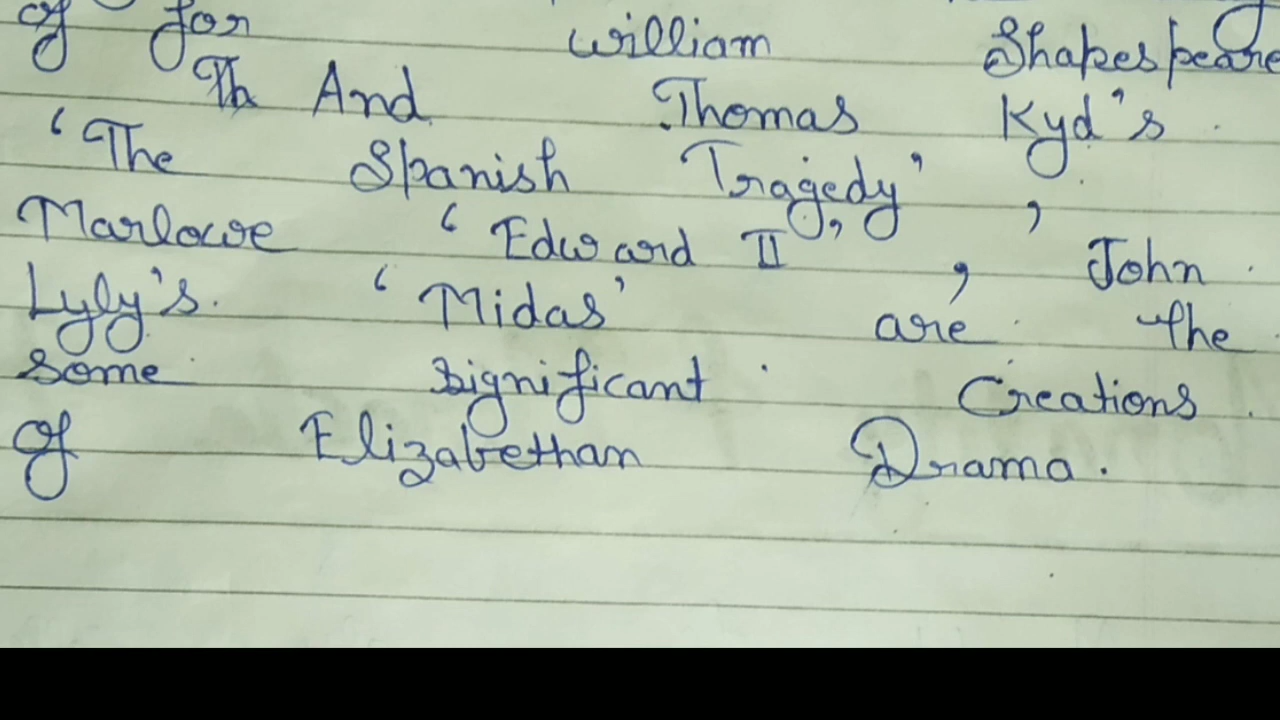 of for William Shakespeare
Th And Thomas Kyd's
'The Spanish Tragedy',
Marlowe 'Edward II', John
Lyly's 'Midas' are the
some significant Creations
of Elizabethan Drama.